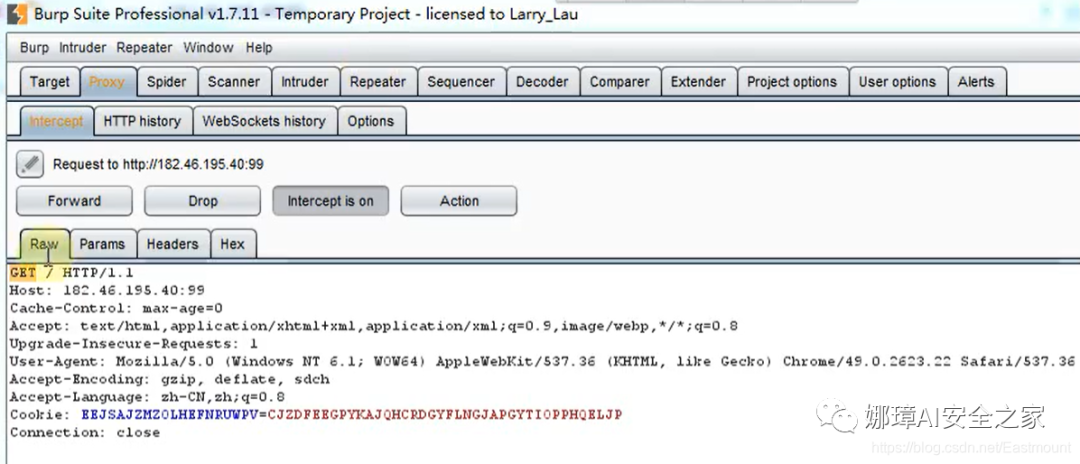 Burp Suite Professional v1.7.11 - Temporary Project - licensed to Larry_Lau
Burp Intruder Repeater Window Help
Target Proxy Spider Scanner Intruder Repeater Sequencer Decoder Comparer Extender Project options User options Alerts
Intercept HTTP history WebSockets history Options
Request to http://182.46.195.40:99
Forward Drop Intercept is on Action
Raw Params Headers Hex
GET / HTTP/1.1
Host: 182.46.195.40:99
Cache-Control: max-age=0
Accept: text/html,application/xhtml+xml,application/xml;q=0.9,image/webp,*/*;q=0.8
Upgrade-Insecure-Requests: 1
User-Agent: Mozilla/5.0 (Windows NT 6.1; WOW64) AppleWebKit/537.36 (KHTML, like Gecko) Chrome/49.0.2623.22 Safari/537.36
Accept-Encoding: gzip, deflate, sdch
Accept-Language: zh-CN,zh;q=0.8
Cookie: EEJSAJZMZOLHEFNRUWPV=CJZDFEEGPYKAJQHCRDGYFLNGJAPGYTIOPPHQELJP
Connection: close
娜璋AI安全之家
https://blog.csdn.net/Eastmount